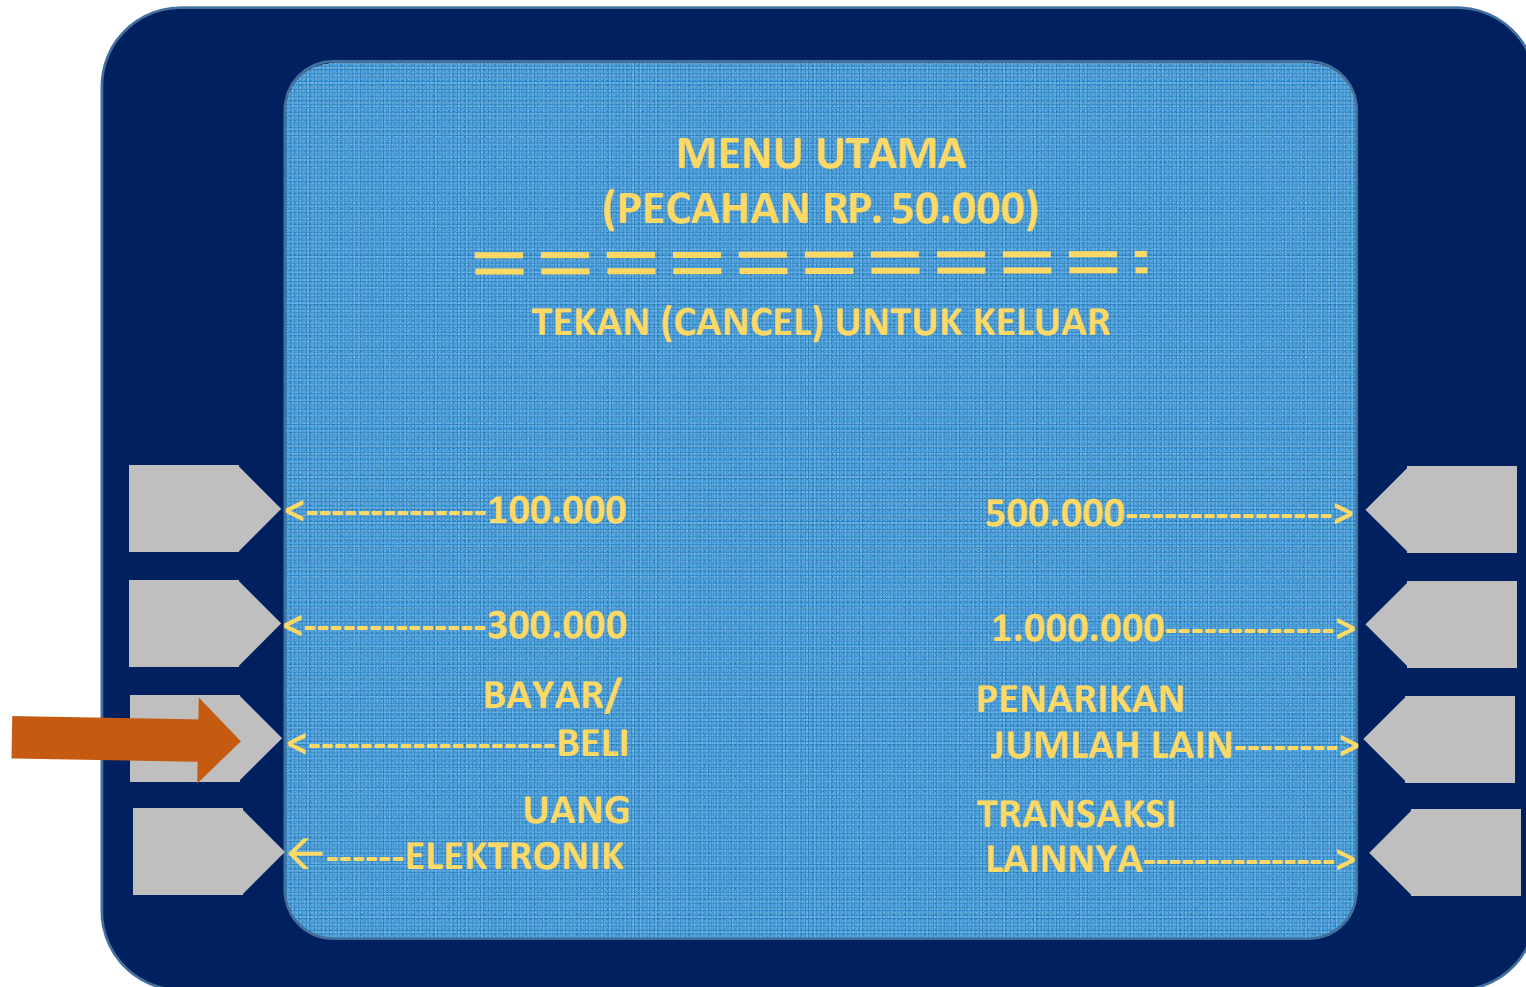 MENU UTAMA
(PECAHAN RP. 50.000)
=====================
TEKAN (CANCEL) UNTUK KELUAR
<--------------100.000
500.000---------------->
<--------------300.000
1.000.000------------->
BAYAR/
<-------------------BELI
PENARIKAN
JUMLAH LAIN-------->
UANG
←------ELEKTRONIK
TRANSAKSI
LAINNYA--------------->